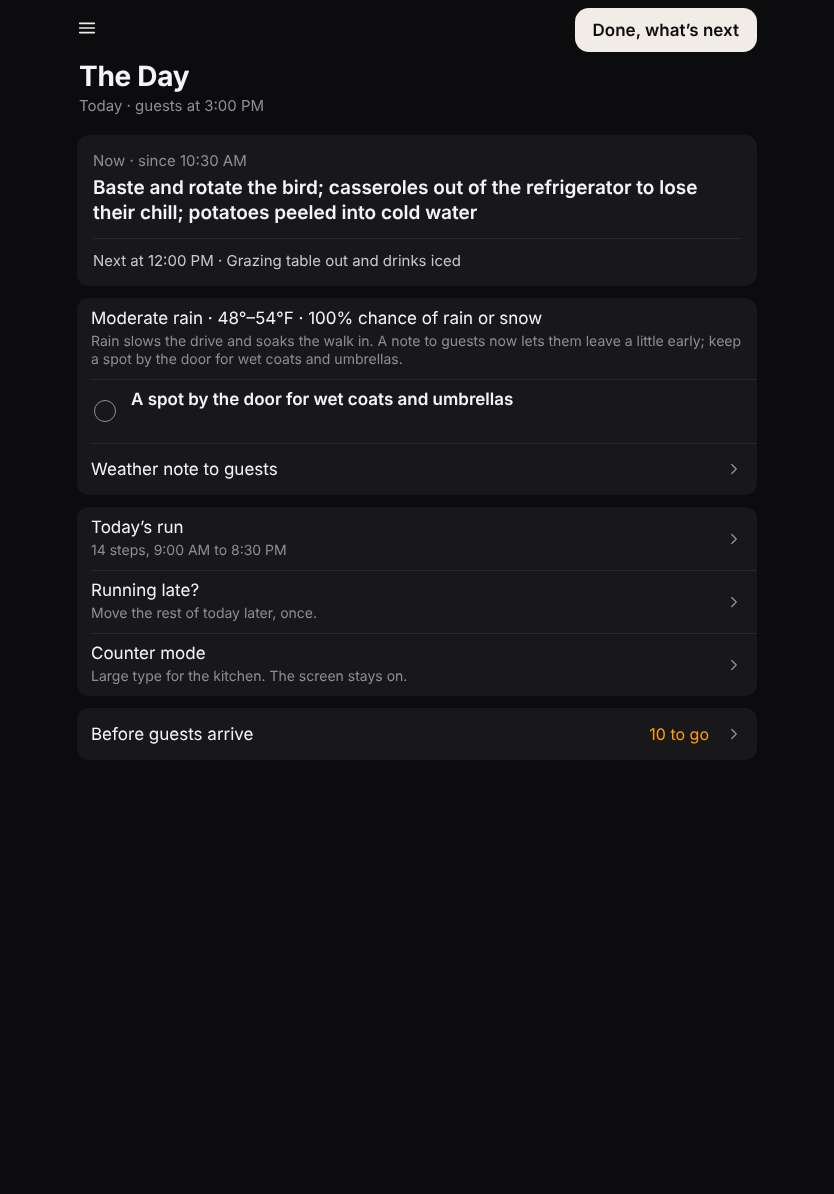 Done, what’s next
The Day
Today · guests at 3:00 PM
Now · since 10:30 AM
Baste and rotate the bird; casseroles out of the refrigerator to lose
their chill; potatoes peeled into cold water
Next at 12:00 PM · Grazing table out and drinks iced
Moderate rain · 48°–54°F · 100% chance of rain or snow
Rain slows the drive and soaks the walk in. A note to guests now lets them leave a little early; keep
a spot by the door for wet coats and umbrellas.
A spot by the door for wet coats and umbrellas
Weather note to guests
Today’s run
14 steps, 9:00 AM to 8:30 PM
Running late?
Move the rest of today later, once.
Counter mode
Large type for the kitchen. The screen stays on.
Before guests arrive
10 to go